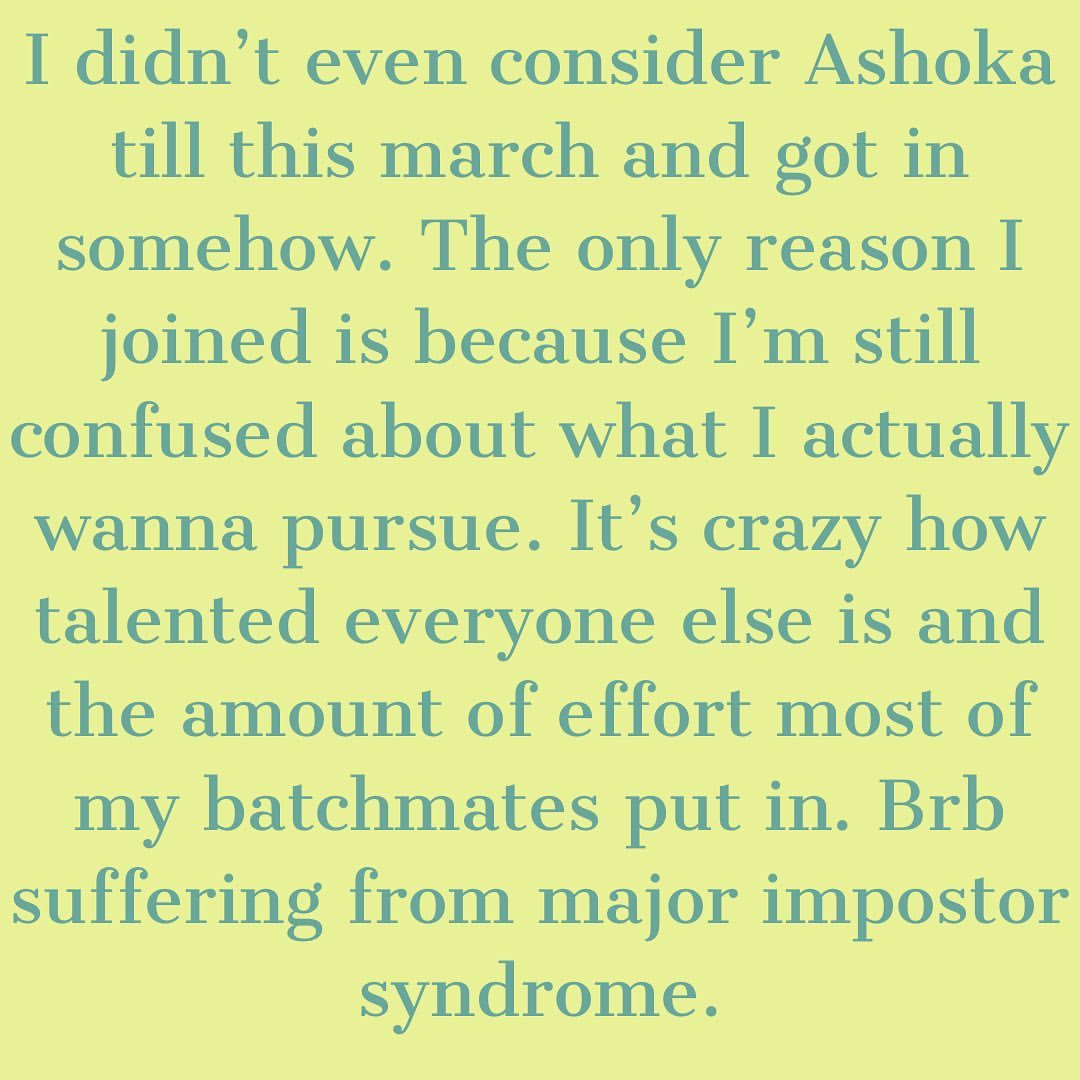 I didn’t even consider Ashoka
till this march and got in
somehow. The only reason I
joined is because I’m still
confused about what I actually
wanna pursue. It’s crazy how
talented everyone else is and
the amount of effort most of
my batchmates put in. Brb
suffering from major impostor
syndrome.